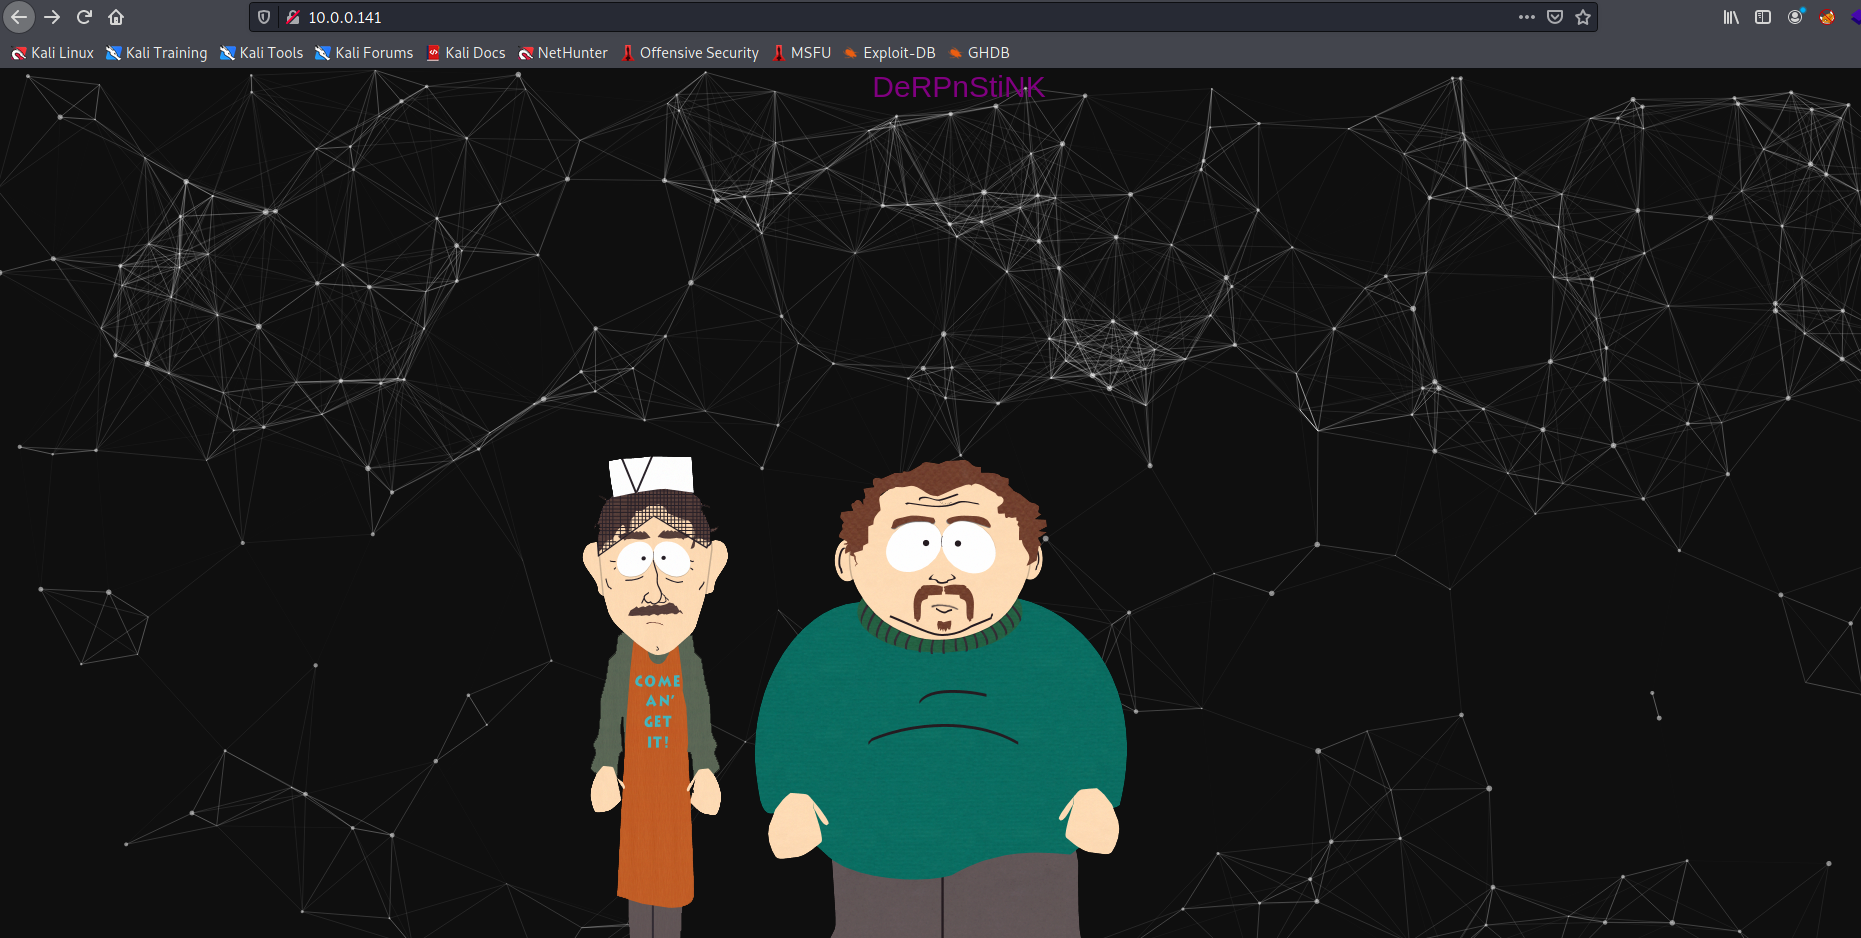 10.0.0.141
Kali Linux Kali Training Kali Tools Kali Forums Kali Docs NetHunter Offensive Security MSFU Exploit-DB GHDB
DeRPnStiNK
COME
AN'
GET
IT!